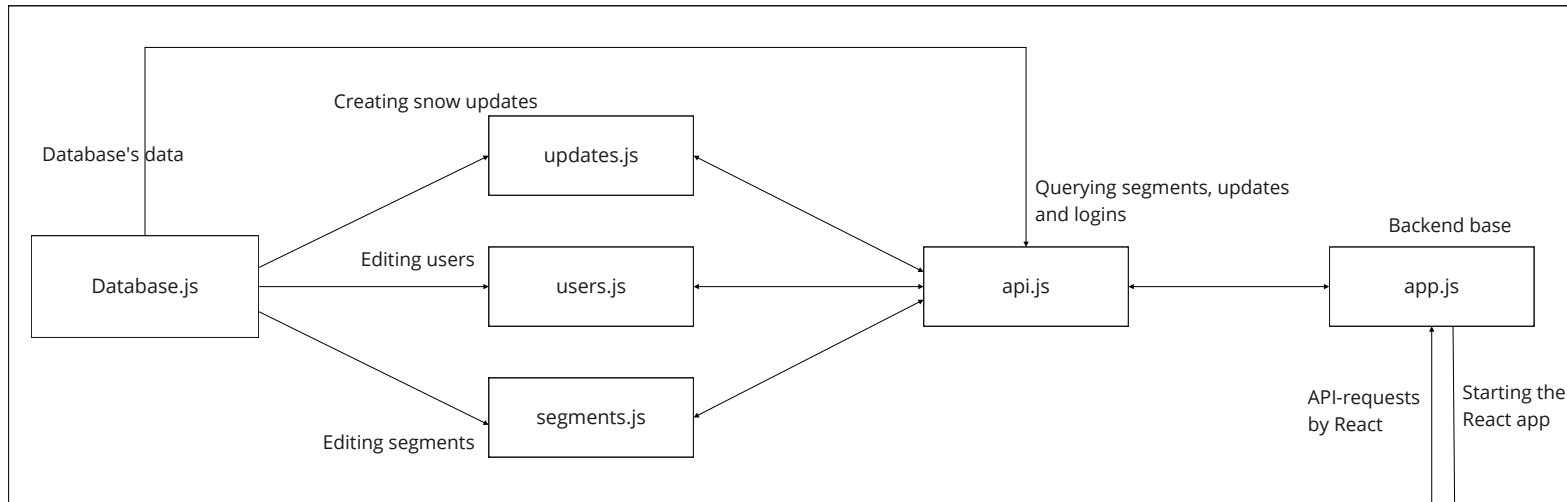 Creating snow updates
updates.js
Database's data
Querying segments, updates
and logins
Backend base
Database.js
Editing users
users.js
api.js
app.js
segments.js
Editing segments
API-requests
by React
Starting the
React app